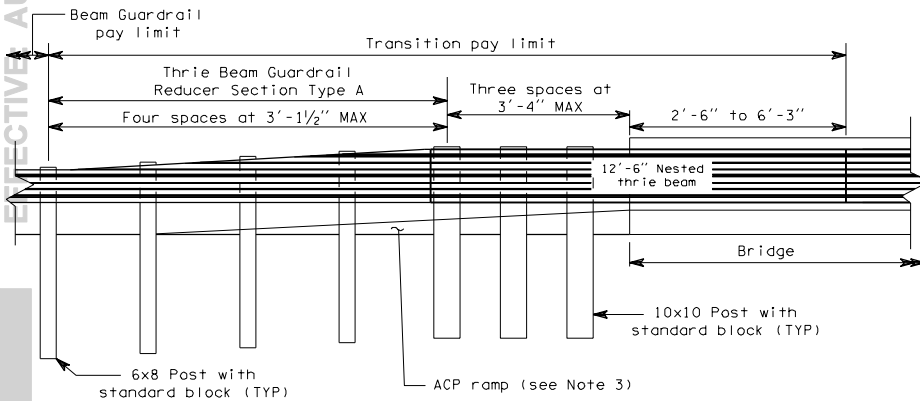 EFFECTIVE AU
Beam Guardrail
pay limit
Transition pay limit
Thrie Beam Guardrail
Reducer Section Type A
Three spaces at
3'-4" MAX
Four spaces at 3'-1½" MAX
2'-6" to 6'-3"
12'-6" Nested
thrie beam
Bridge
10x10 Post with
standard block (TYP)
6x8 Post with
standard block (TYP)
ACP ramp (see Note 3)